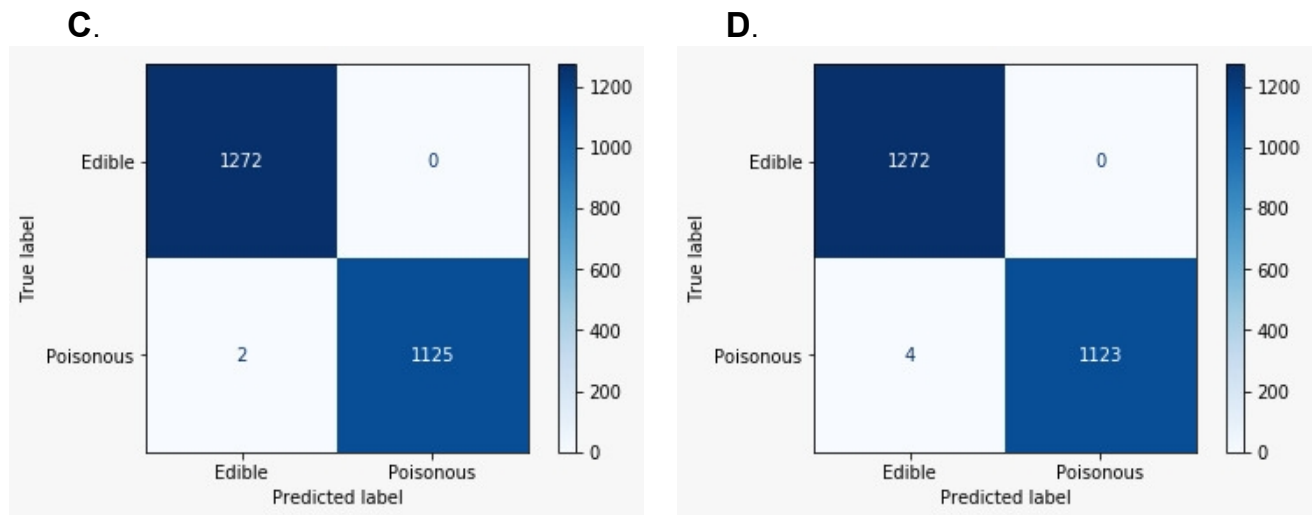 C.
1200
1000
800
600
400
200
0
True label
Edible
Poisonous
1272
0
2
1125
Edible
Poisonous
Predicted label
D.
1200
1000
800
600
400
200
0
True label
Edible
Poisonous
1272
0
4
1123
Edible
Poisonous
Predicted label